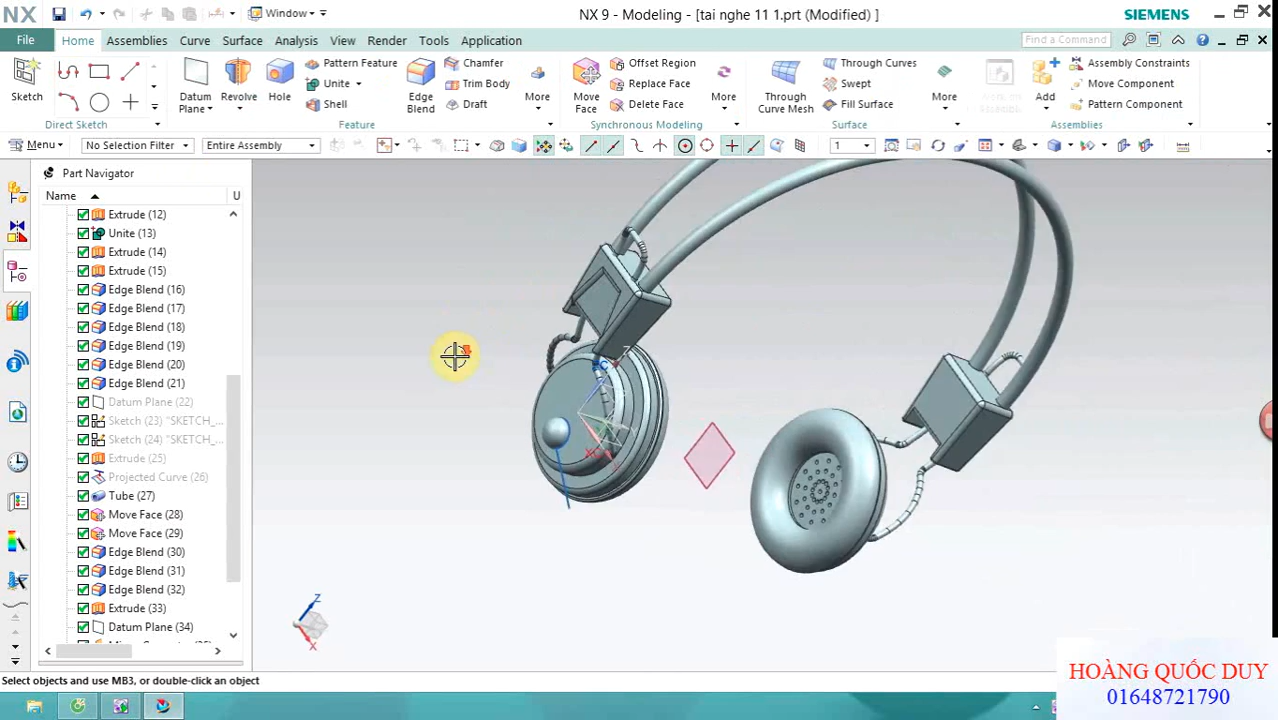 NX Window NX 9 - Modeling - [tai nghe 11 1.prt (Modified) ] SIEMENS
File Home Assemblies Curve Surface Analysis View Render Tools Application Find a Command
Sketch Datum Plane Revolve Hole Pattern Feature Unite Shell Edge Blend Chamfer Trim Body Draft More Move Face Offset Region Replace Face Delete Face More Through Curve Mesh Through Curves Swept Fill Surface More Add Assembly Constraints Move Component Pattern Component
Direct Sketch Feature Synchronous Modeling Surface Assemblies
Menu No Selection Filter Entire Assembly 1
Part Navigator
Name U
Extrude (12)
Unite (13)
Extrude (14)
Extrude (15)
Edge Blend (16)
Edge Blend (17)
Edge Blend (18)
Edge Blend (19)
Edge Blend (20)
Edge Blend (21)
Datum Plane (22)
Sketch (23) "SKETCH_...
Sketch (24) "SKETCH_...
Extrude (25)
Projected Curve (26)
Tube (27)
Move Face (28)
Move Face (29)
Edge Blend (30)
Edge Blend (31)
Edge Blend (32)
Extrude (33)
Datum Plane (34)
Z
X
Select objects and use MB3, or double-click an object
HOÀNG QUỐC DUY
01648721790